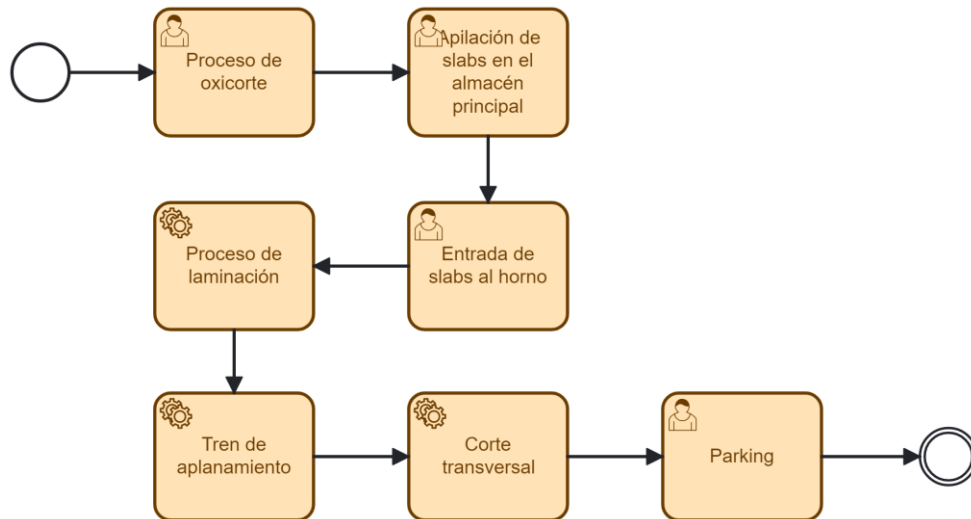 Proceso de
oxicorte
Apilación de
slabs en el
almacén
principal
Proceso de
laminación
Entrada de
slabs al horno
Tren de
aplanamiento
Corte
transversal
Parking